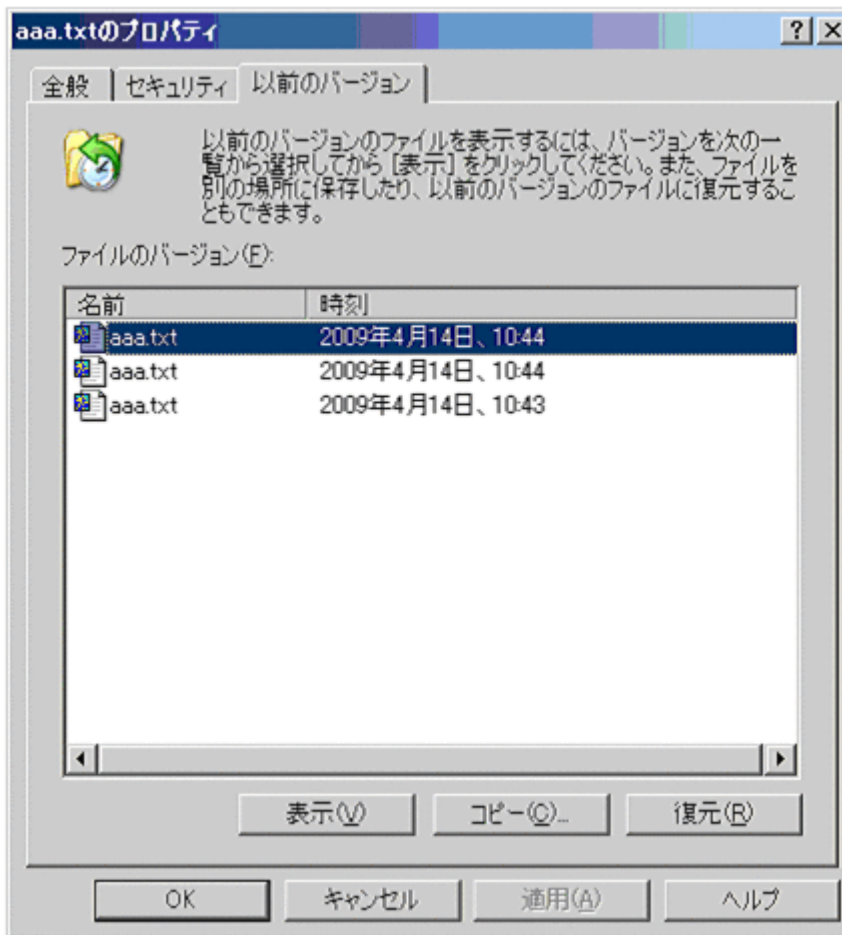 aaa.txtのプロパティ
全般 セキュリティ 以前のバージョン
以前のバージョンのファイルを表示するには、バージョンを次の一
覧から選択してから [表示] をクリックしてください。また、ファイルを
別の場所に保存したり、以前のバージョンのファイルに復元するこ
ともできます。
ファイルのバージョン(F):
名前 時刻
aaa.txt 2009年4月14日、10:44
aaa.txt 2009年4月14日、10:44
aaa.txt 2009年4月14日、10:43
表示(V) コピー(C)... 復元(R)
OK キャンセル 適用(A) ヘルプ